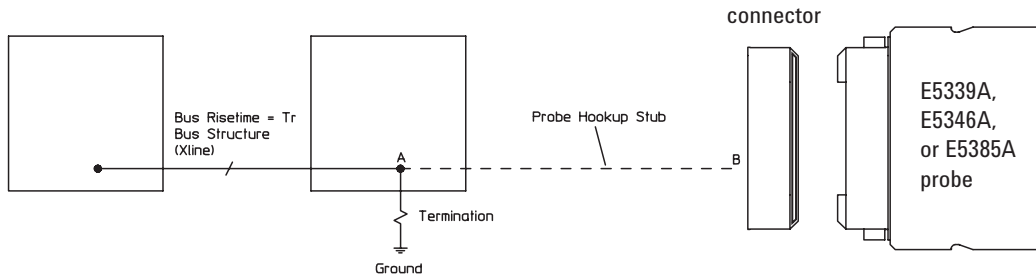 connector
Bus Risetime = Tr
Bus Structure
(Xline)
A
Probe Hookup Stub
B
E5339A,
E5346A,
or E5385A
probe
Termination
Ground